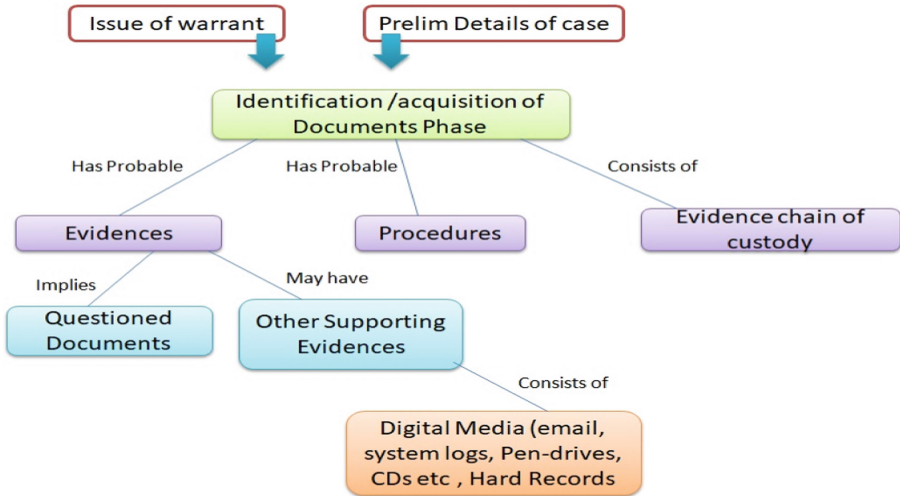 Issue of warrant
Prelim Details of case
Identification /acquisition of
Documents Phase
Has Probable
Has Probable
Consists of
Evidences
Procedures
Evidence chain of
custody
Implies
May have
Questioned
Documents
Other Supporting
Evidences
Consists of
Digital Media (email,
system logs, Pen-drives,
CDs etc , Hard Records